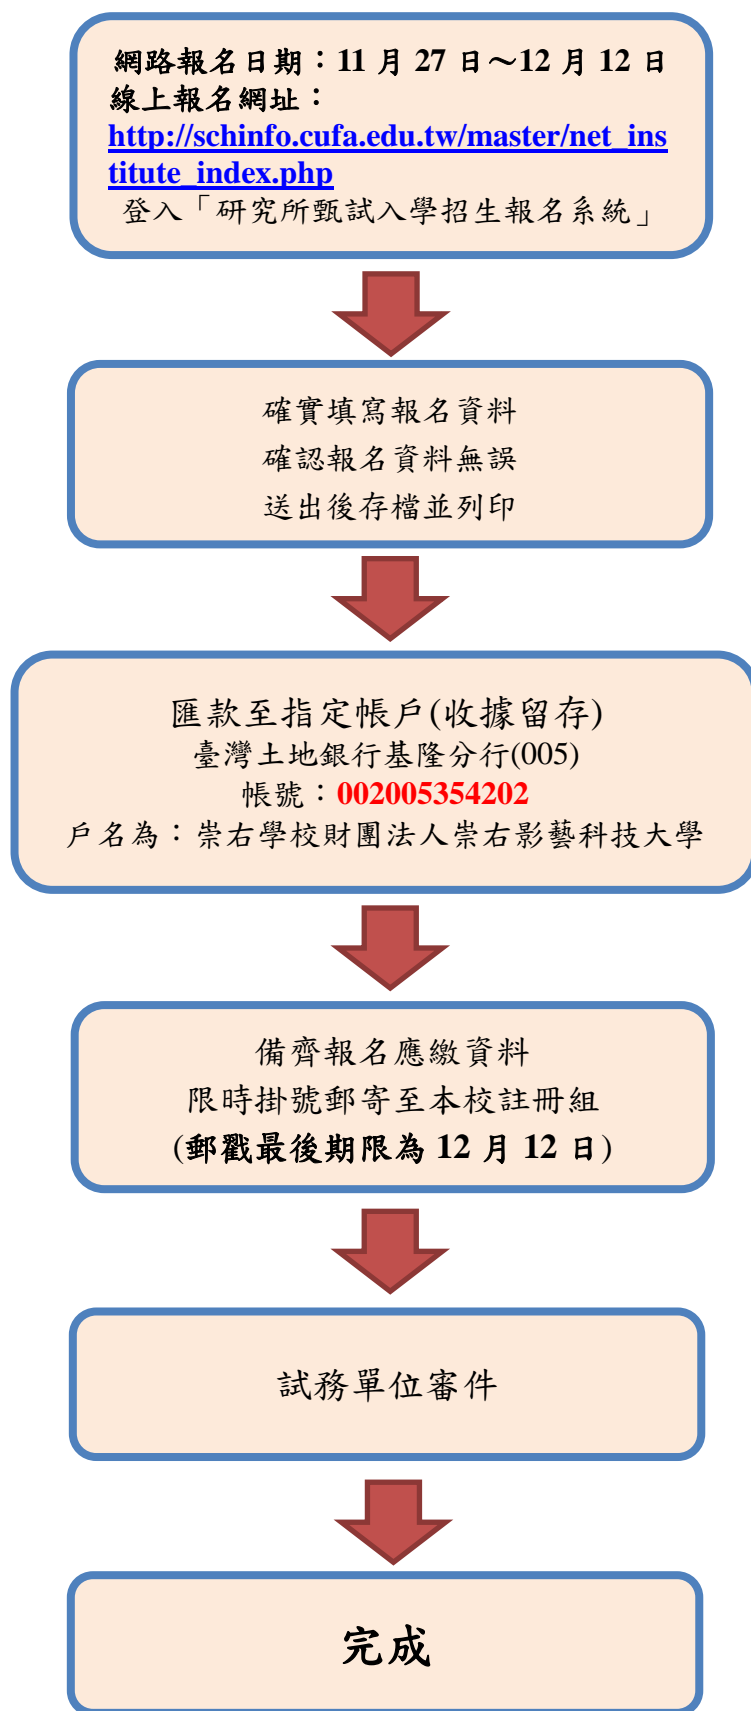 網路報名日期：11 月 27 日～12 月 12 日
線上報名網址：
http://schinfo.cufa.edu.tw/master/net_ins
titute_index.php
登入「研究所甄試入學招生報名系統」
確實填寫報名資料
確認報名資料無誤
送出後存檔並列印
匯款至指定帳戶(收據留存)
臺灣土地銀行基隆分行(005)
帳號：002005354202
戶名為：崇右學校財團法人崇右影藝科技大學
備齊報名應繳資料
限時掛號郵寄至本校註冊組
(郵戳最後期限為 12 月 12 日)
試務單位審件
完成